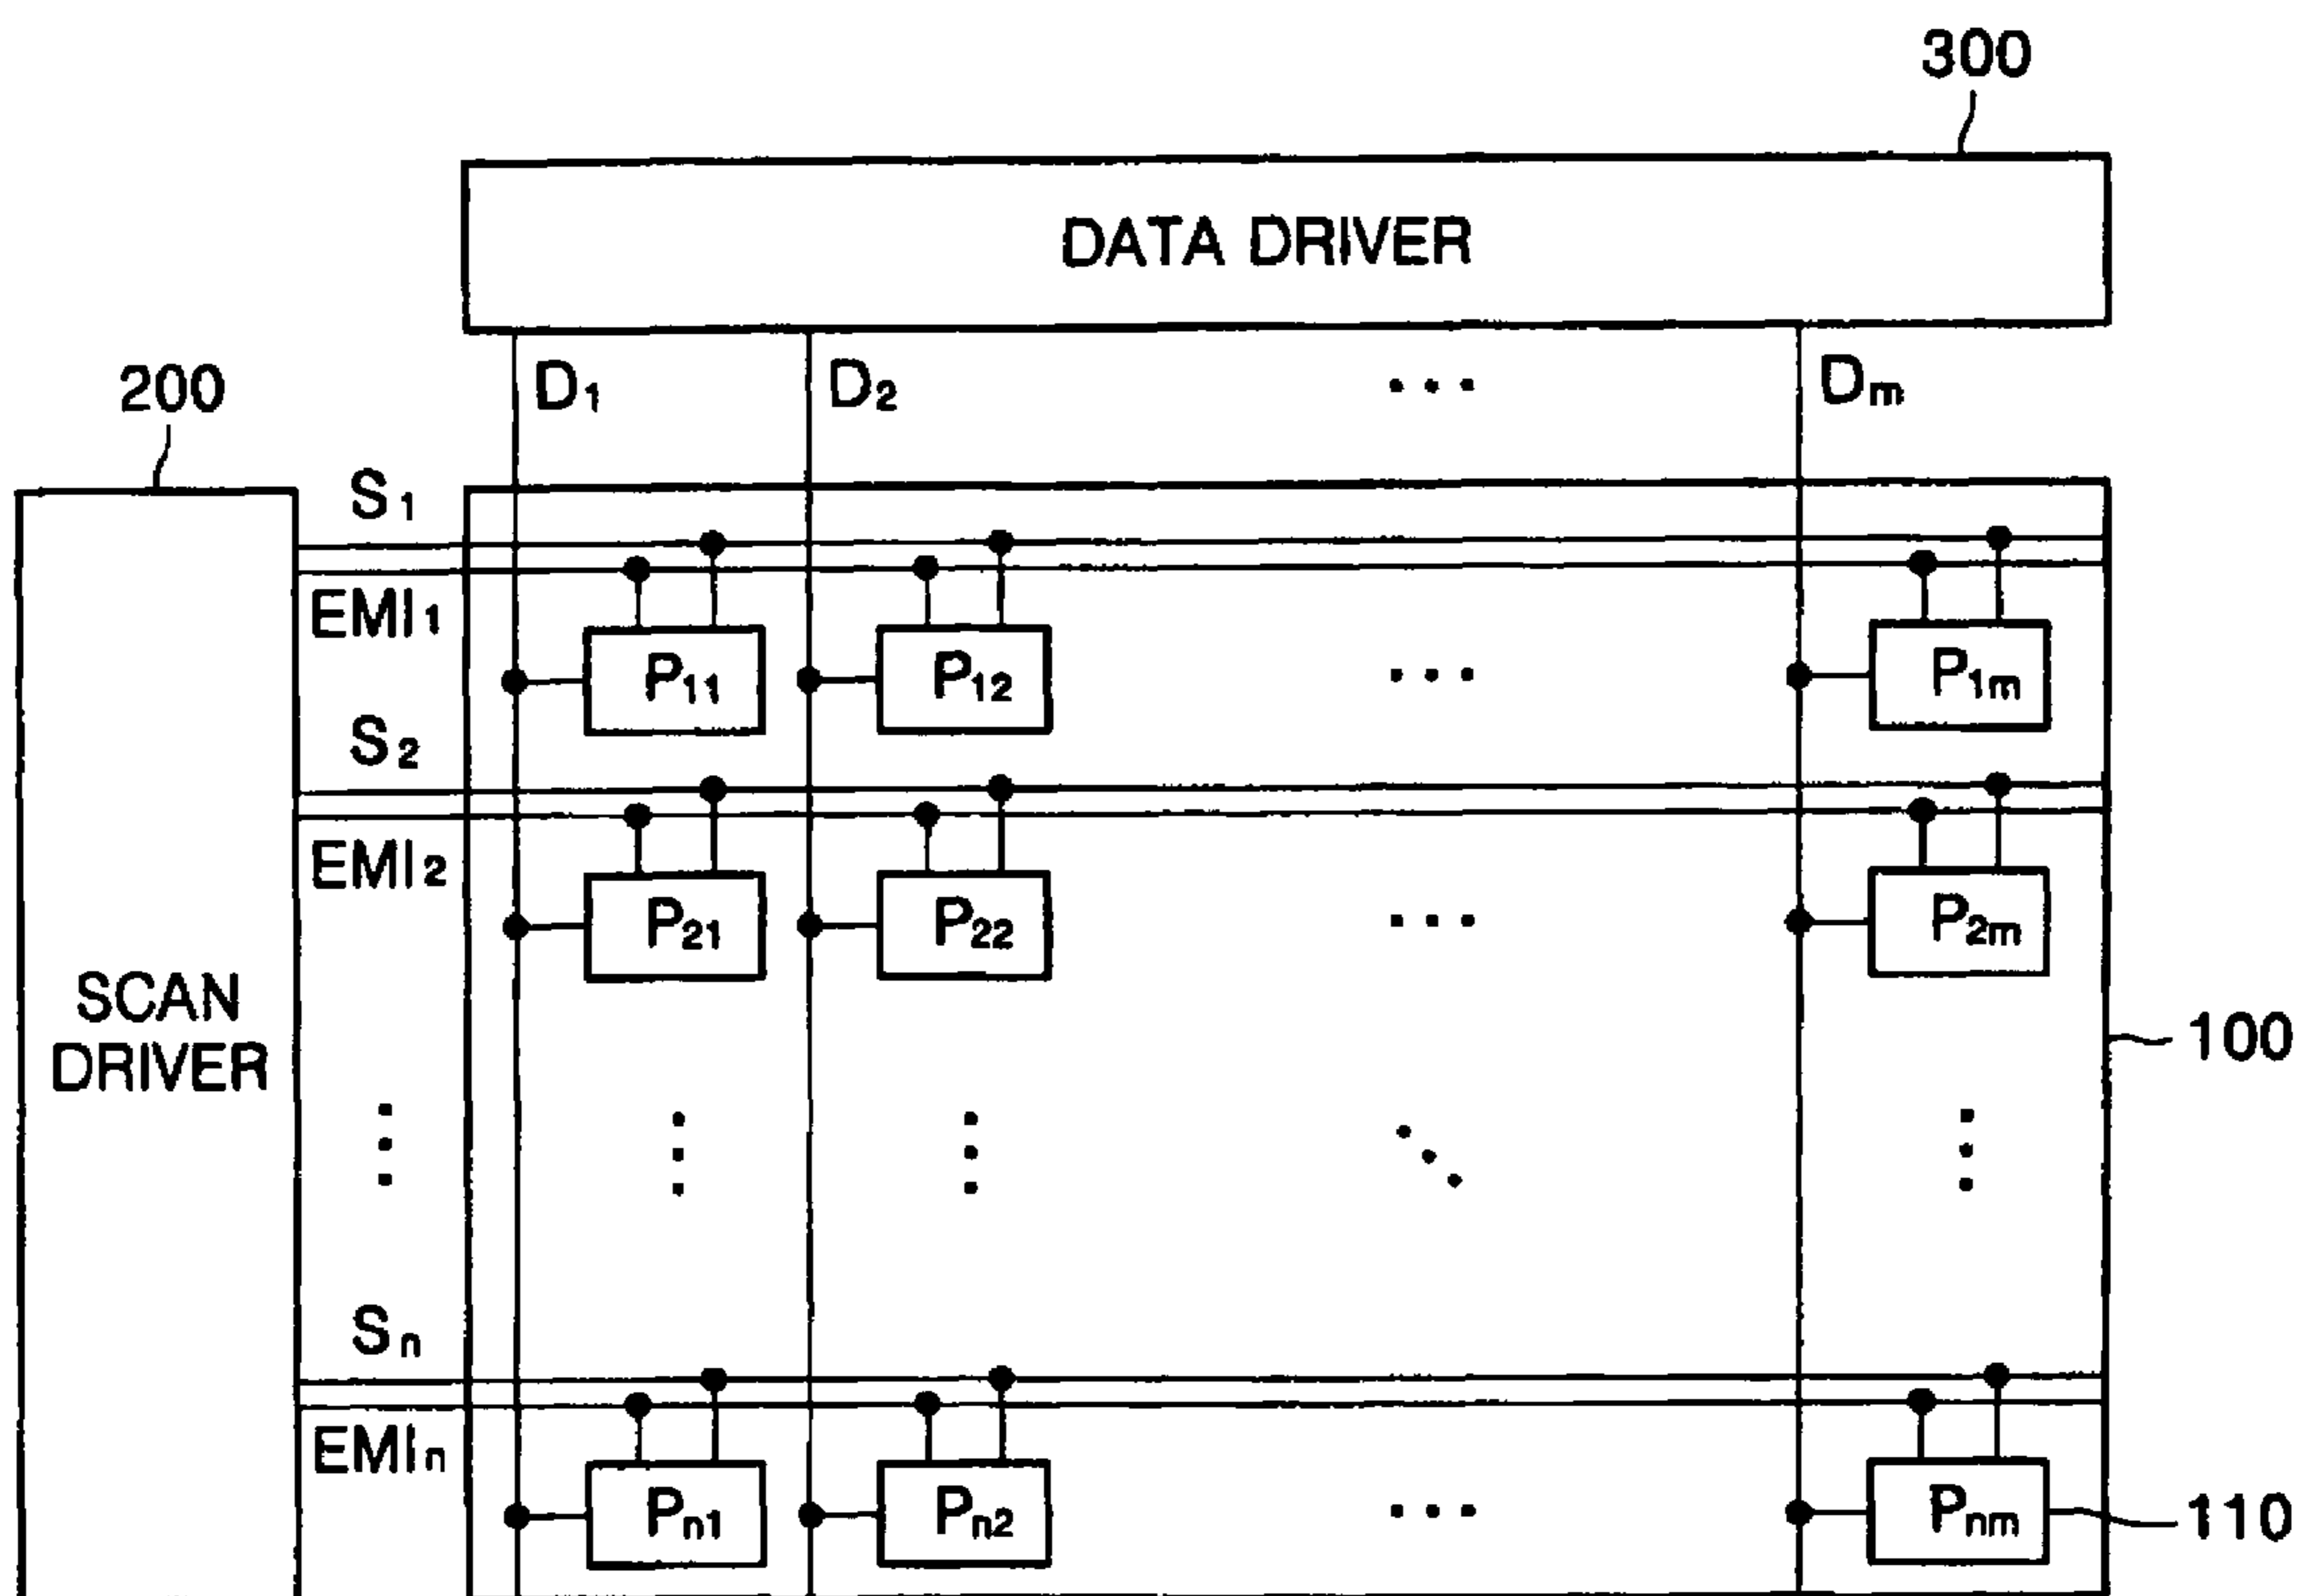 300
DATA DRIVER
200
D₁ D₂ ... Dₘ
S₁
EMI₁
P₁₁ P₁₂ ... P₁ₘ
S₂
EMI₂
P₂₁ P₂₂ ... P₂ₘ
SCAN
DRIVER
100
Sₙ
EMIₙ
Pₙ₁ Pₙ₂ ... Pₙₘ
110